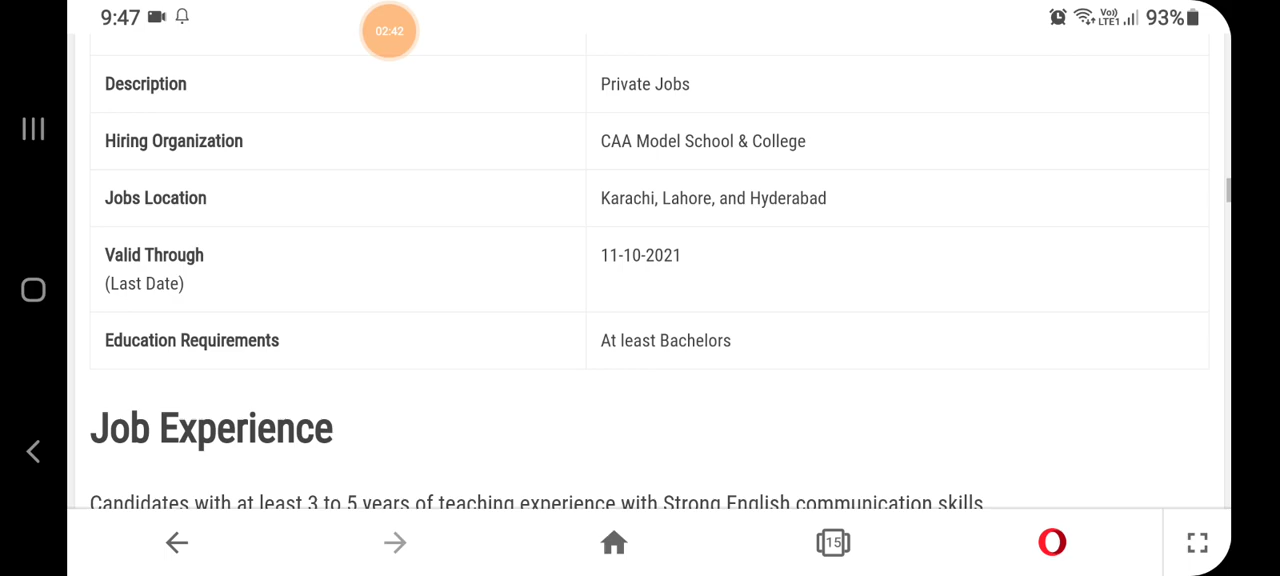 9:47
02:42
Vo)) LTE1 93%
Description Private Jobs
Hiring Organization CAA Model School & College
Jobs Location Karachi, Lahore, and Hyderabad
Valid Through 11-10-2021
(Last Date)
Education Requirements At least Bachelors
Job Experience
Candidates with at least 3 to 5 years of teaching experience with Strong English communication skills
15